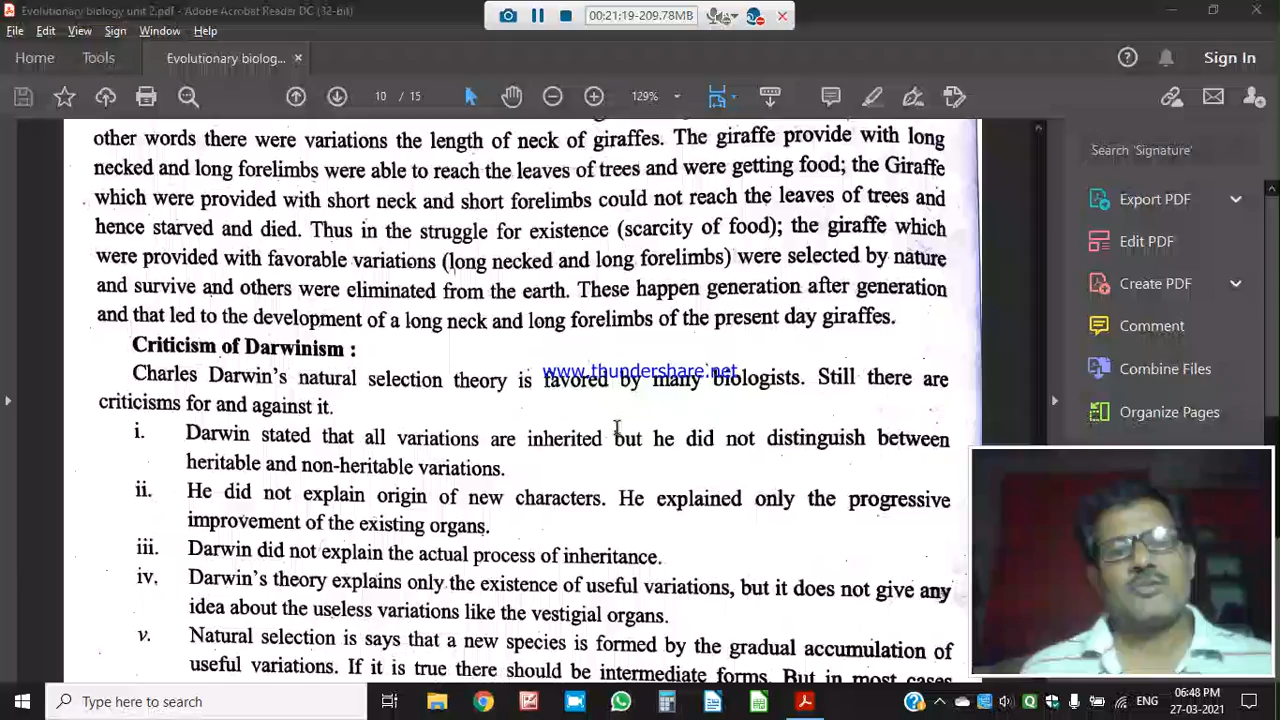 Evolutionary biology unit 2.pdf - Adobe Acrobat Reader DC (32-bit)
00:21:19-209.78MB
File Edit View Sign Window Help
Home Tools Evolutionary biolog... × Sign In
10 / 15 129%
other words there were variations the length of neck of giraffes. The giraffe provide with long
necked and long forelimbs were able to reach the leaves of trees and were getting food; the Giraffe
which were provided with short neck and short forelimbs could not reach the leaves of trees and
hence starved and died. Thus in the struggle for existence (scarcity of food); the giraffe which
were provided with favorable variations (long necked and long forelimbs) were selected by nature
and survive and others were eliminated from the earth. These happen generation after generation
and that led to the development of a long neck and long forelimbs of the present day giraffes.
Criticism of Darwinism :
www.thundershare.net
Charles Darwin's natural selection theory is favored by many biologists. Still there are
criticisms for and against it.
i. Darwin stated that all variations are inherited but he did not distinguish between
heritable and non-heritable variations.
ii. He did not explain origin of new characters. He explained only the progressive
improvement of the existing organs.
iii. Darwin did not explain the actual process of inheritance.
iv. Darwin's theory explains only the existence of useful variations, but it does not give any
idea about the useless variations like the vestigial organs.
v. Natural selection is says that a new species is formed by the gradual accumulation of
useful variations. If it is true there should be intermediate forms. But in most cases
Search 'Signature'
Export PDF
Edit PDF
Create PDF
Comment
Combine Files
Organize Pages
Type here to search
ENG
06:48 PM
27-03-2021